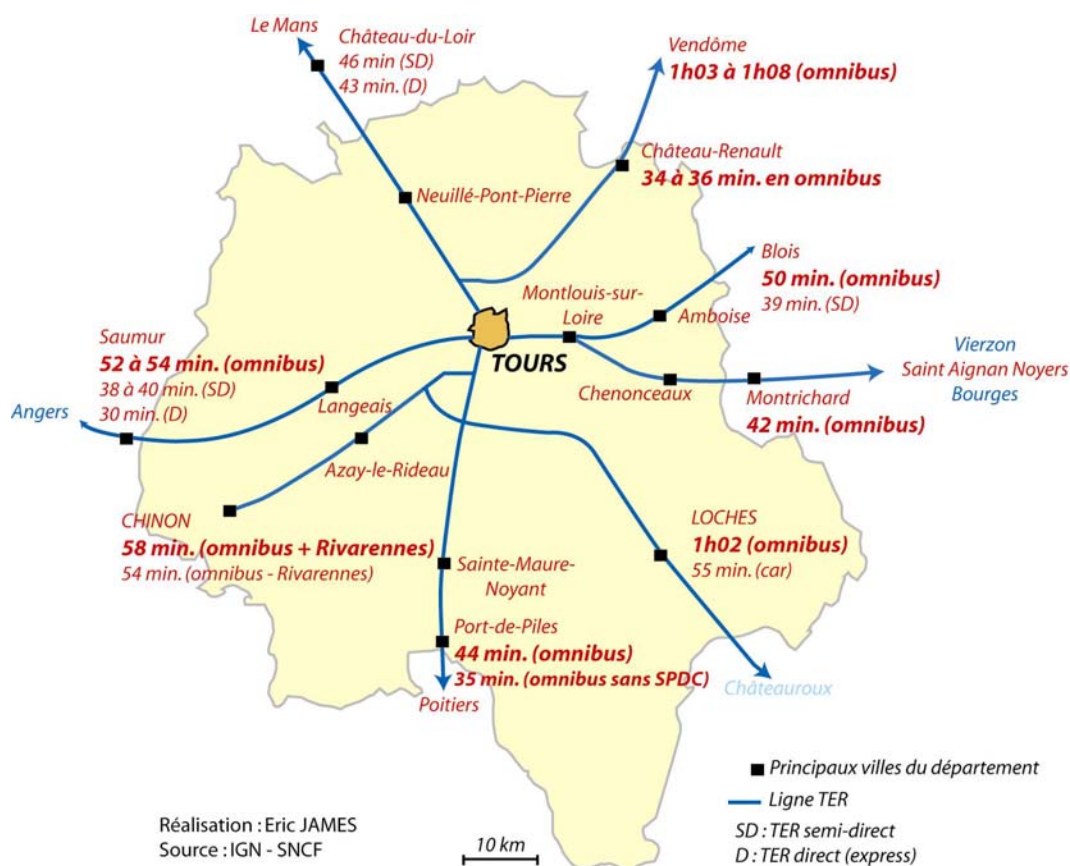 Le Mans
Château-du-Loir
46 min (SD)
43 min. (D)
Vendôme
1h03 à 1h08 (omnibus)
Château-Renault
34 à 36 min. en omnibus
Neuillé-Pont-Pierre
Blois
50 min. (omnibus)
39 min. (SD)
Montlouis-sur-
Loire
Amboise
TOURS
Saumur
52 à 54 min. (omnibus)
38 à 40 min. (SD)
30 min. (D)
Angers
Langeais
Vierzon
Saint Aignan Noyers
Bourges
Chenonceaux
Montrichard
42 min. (omnibus)
Azay-le-Rideau
CHINON
58 min. (omnibus + Rivarennes)
54 min. (omnibus - Rivarennes)
LOCHES
1h02 (omnibus)
55 min. (car)
Sainte-Maure-
Noyant
Port-de-Piles
44 min. (omnibus)
35 min. (omnibus sans SPDC)
Poitiers
Châteauroux
Principaux villes du département
Ligne TER
SD : TER semi-direct
D : TER direct (express)
Réalisation : Eric JAMES
Source : IGN - SNCF
10 km